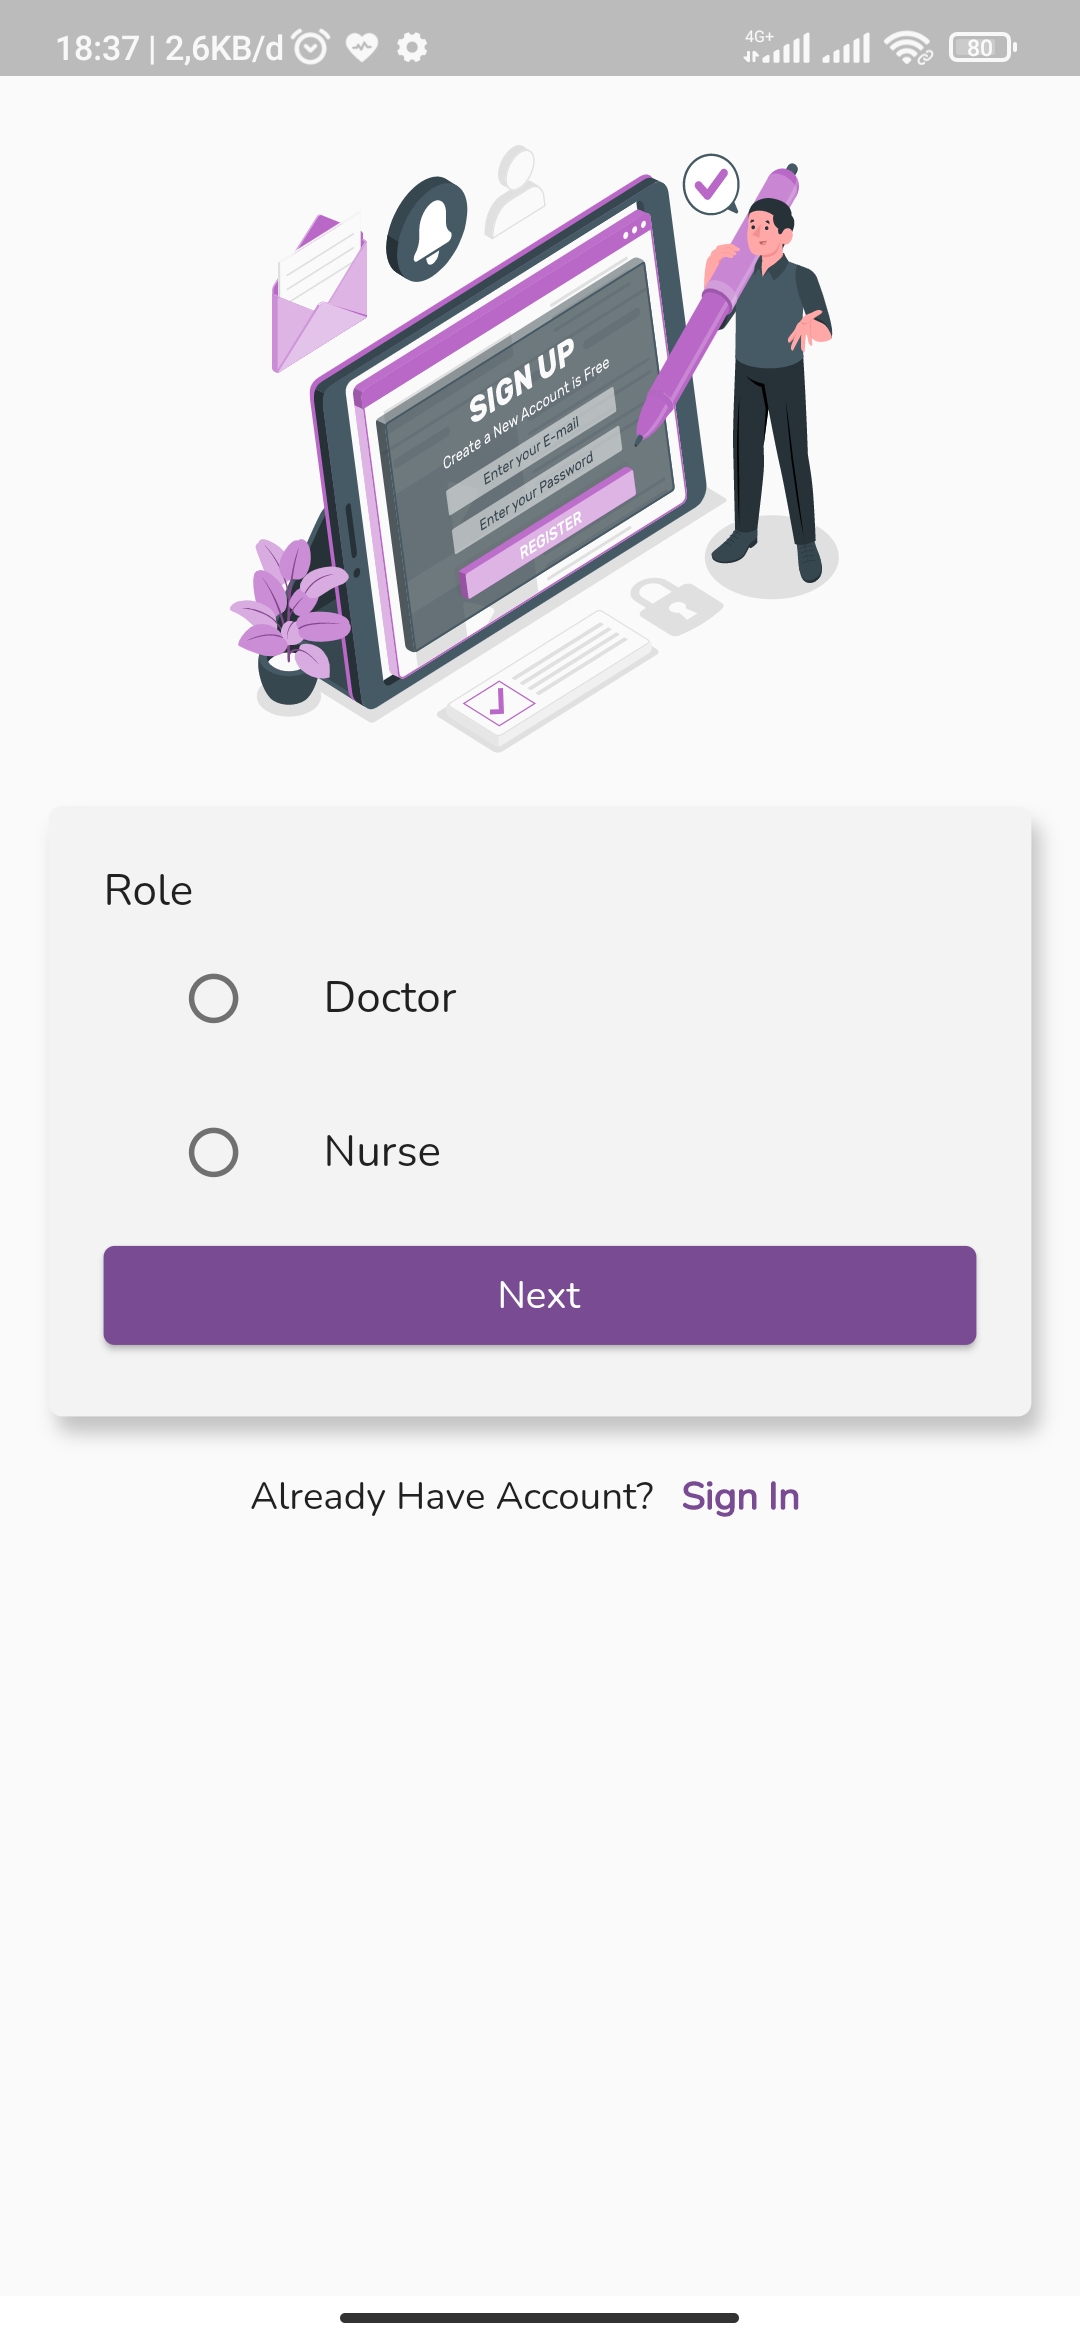 18:37 | 2,6KB/d
4G+
80
SIGN UP
Create a New Account is Free
Enter your E-mail
Enter your Password
REGISTER
Role
Doctor
Nurse
Next
Already Have Account? Sign In